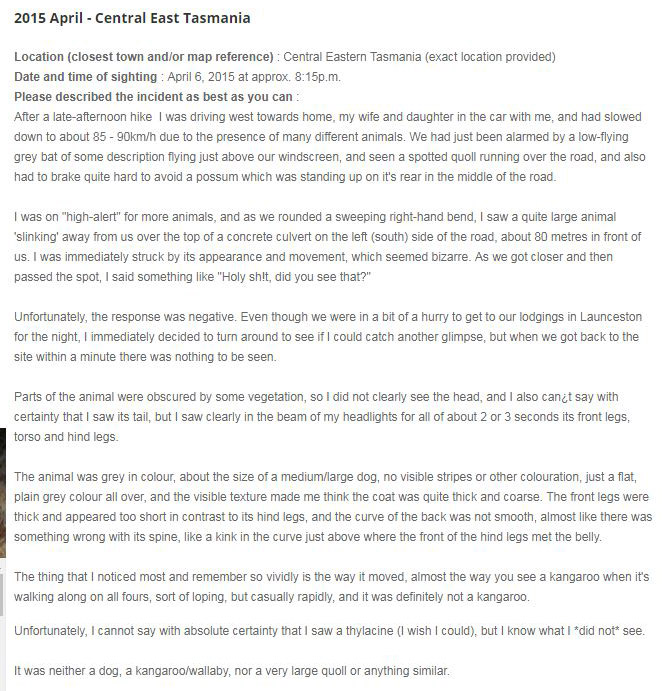 2015 April - Central East Tasmania
Location (closest town and/or map reference) : Central Eastern Tasmania (exact location provided)
Date and time of sighting : April 6, 2015 at approx. 8:15p.m.
Please described the incident as best as you can :
After a late-afternoon hike I was driving west towards home, my wife and daughter in the car with me, and had slowed
down to about 85 - 90km/h due to the presence of many different animals. We had just been alarmed by a low-flying
grey bat of some description flying just above our windscreen, and seen a spotted quoll running over the road, and also
had to brake quite hard to avoid a possum which was standing up on it's rear in the middle of the road.
I was on "high-alert" for more animals, and as we rounded a sweeping right-hand bend, I saw a quite large animal
'slinking' away from us over the top of a concrete culvert on the left (south) side of the road, about 80 metres in front of
us. I was immediately struck by its appearance and movement, which seemed bizarre. As we got closer and then
passed the spot, I said something like "Holy sh!t, did you see that?"
Unfortunately, the response was negative. Even though we were in a bit of a hurry to get to our lodgings in Launceston
for the night, I immediately decided to turn around to see if I could catch another glimpse, but when we got back to the
site within a minute there was nothing to be seen.
Parts of the animal were obscured by some vegetation, so I did not clearly see the head, and I also can¿t say with
certainty that I saw its tail, but I saw clearly in the beam of my headlights for all of about 2 or 3 seconds its front legs,
torso and hind legs.
The animal was grey in colour, about the size of a medium/large dog, no visible stripes or other colouration, just a flat,
plain grey colour all over, and the visible texture made me think the coat was quite thick and coarse. The front legs were
thick and appeared too short in contrast to its hind legs, and the curve of the back was not smooth, almost like there was
something wrong with its spine, like a kink in the curve just above where the front of the hind legs met the belly.
The thing that I noticed most and remember so vividly is the way it moved, almost the way you see a kangaroo when it's
walking along on all fours, sort of loping, but casually rapidly, and it was definitely not a kangaroo.
Unfortunately, I cannot say with absolute certainty that I saw a thylacine (I wish I could), but I know what I *did not* see.
It was neither a dog, a kangaroo/wallaby, nor a very large quoll or anything similar.